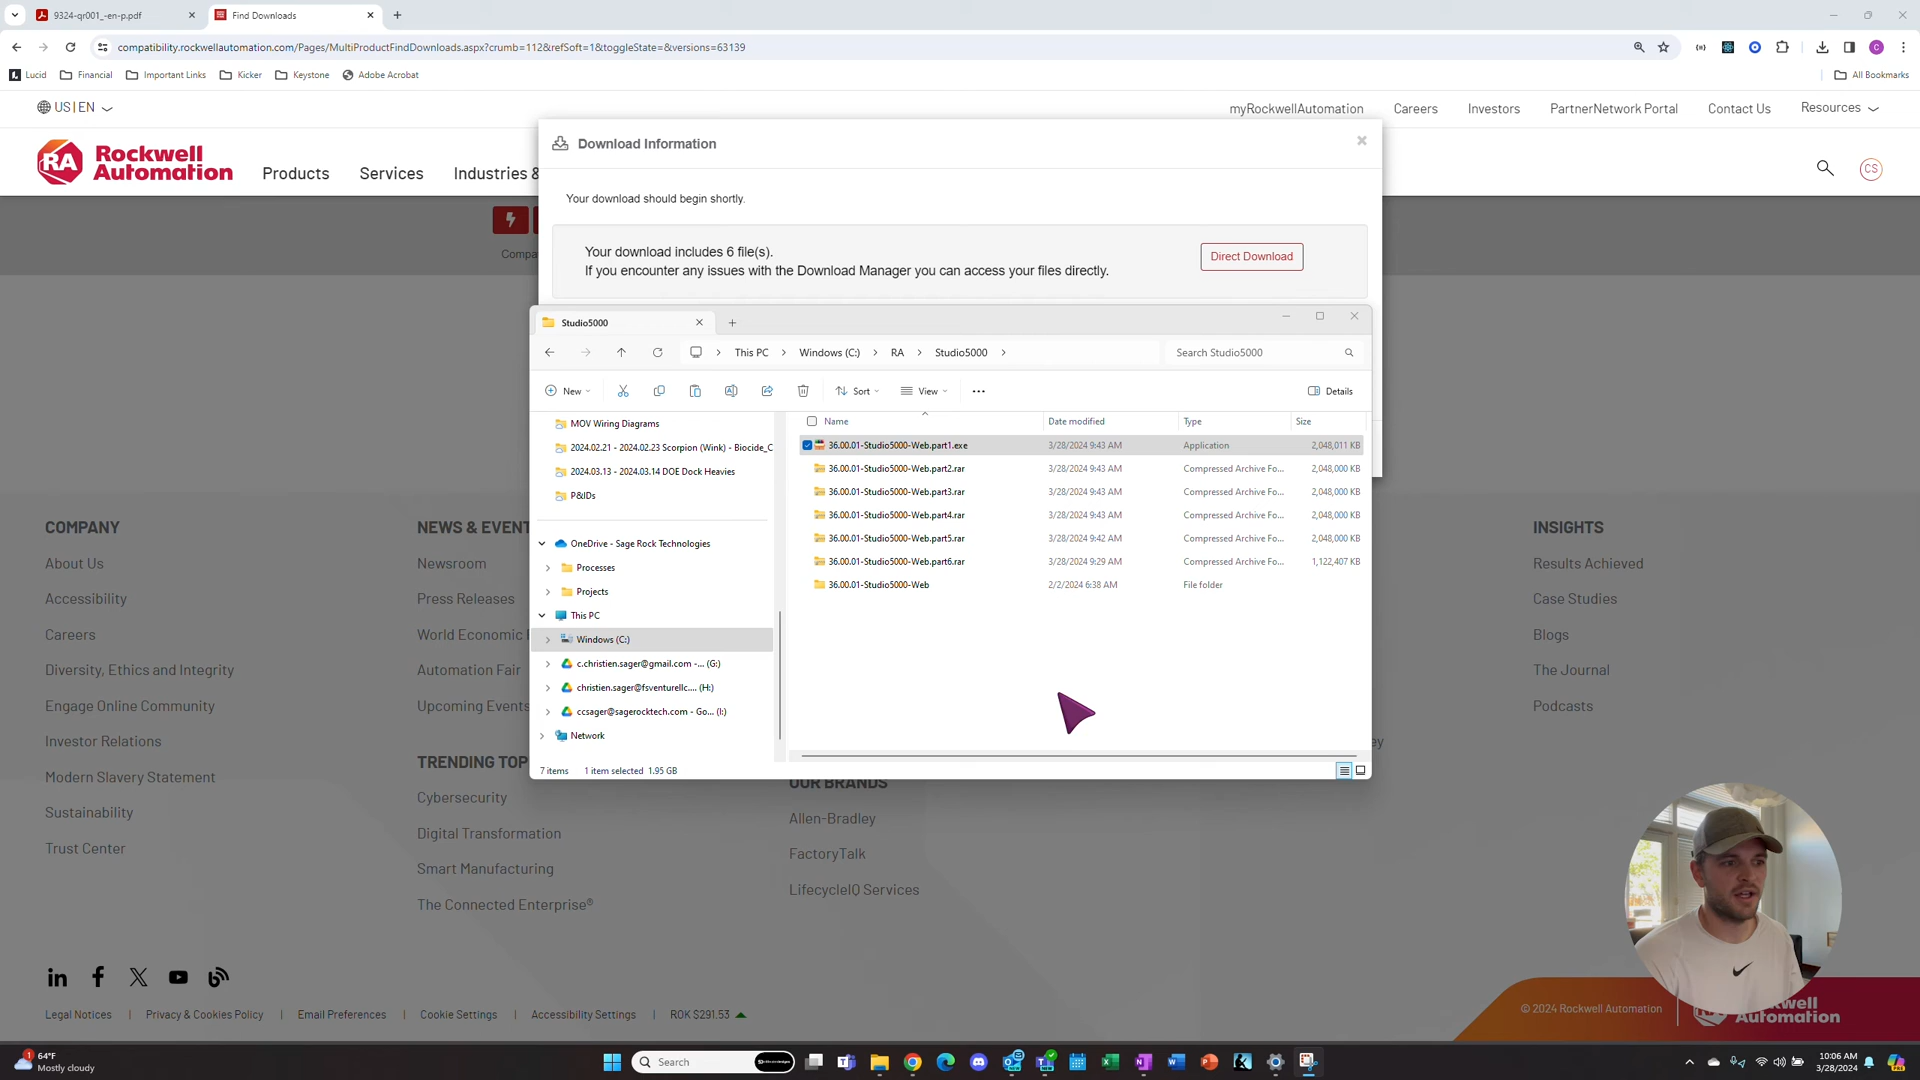 9324-qr001_-en-p.pdf
Find Downloads
compatibility.rockwellautomation.com/Pages/MultiProductFindDownloads.aspx?crumb=112&refSoft=1&toggleState=&versions=63139
Lucid
Financial
Important Links
Kicker
Keystone
Adobe Acrobat
All Bookmarks
US|EN
myRockwellAutomation
Careers
Investors
PartnerNetwork Portal
Contact Us
Resources
RA
Rockwell
Automation
Products
Services
Industries &
CS
Compa
Download Information
Your download should begin shortly.
Your download includes 6 file(s).
If you encounter any issues with the Download Manager you can access your files directly.
Direct Download
Studio5000
This PC > Windows (C:) > RA > Studio5000 >
Search Studio5000
New
Sort
View
Details
MOV Wiring Diagrams
2024.02.21 - 2024.02.23 Scorpion (Wink) - Biocide_C
2024.03.13 - 2024.03.14 DOE Dock Heavies
P&IDs
OneDrive - Sage Rock Technologies
Processes
Projects
This PC
Windows (C:)
c.christien.sager@gmail.com -... (G:)
christien.sager@fsventurellc.... (H:)
ccsager@sagerocktech.com - Go... (I:)
Network
Name Date modified Type Size
36.00.01-Studio5000-Web.part1.exe 3/28/2024 9:43 AM Application 2,048,011 KB
36.00.01-Studio5000-Web.part2.rar 3/28/2024 9:43 AM Compressed Archive Fo... 2,048,000 KB
36.00.01-Studio5000-Web.part3.rar 3/28/2024 9:43 AM Compressed Archive Fo... 2,048,000 KB
36.00.01-Studio5000-Web.part4.rar 3/28/2024 9:43 AM Compressed Archive Fo... 2,048,000 KB
36.00.01-Studio5000-Web.part5.rar 3/28/2024 9:42 AM Compressed Archive Fo... 2,048,000 KB
36.00.01-Studio5000-Web.part6.rar 3/28/2024 9:29 AM Compressed Archive Fo... 1,122,407 KB
36.00.01-Studio5000-Web 2/2/2024 6:38 AM File folder
7 items 1 item selected 1.95 GB
COMPANY
About Us
Accessibility
Careers
Diversity, Ethics and Integrity
Engage Online Community
Investor Relations
Modern Slavery Statement
Sustainability
Trust Center
NEWS & EVENT
Newsroom
Press Releases
World Economic F
Automation Fair
Upcoming Events
TRENDING TOP
Cybersecurity
Digital Transformation
Smart Manufacturing
The Connected Enterprise®
OUR BRANDS
Allen-Bradley
FactoryTalk
LifecycleIQ Services
ey
INSIGHTS
Results Achieved
Case Studies
Blogs
The Journal
Podcasts
Legal Notices | Privacy & Cookies Policy | Email Preferences | Cookie Settings | Accessibility Settings | ROK $291.53
© 2024 Rockwell Automation
well
Automation
1
64°F
Mostly cloudy
Search
10:06 AM
3/28/2024